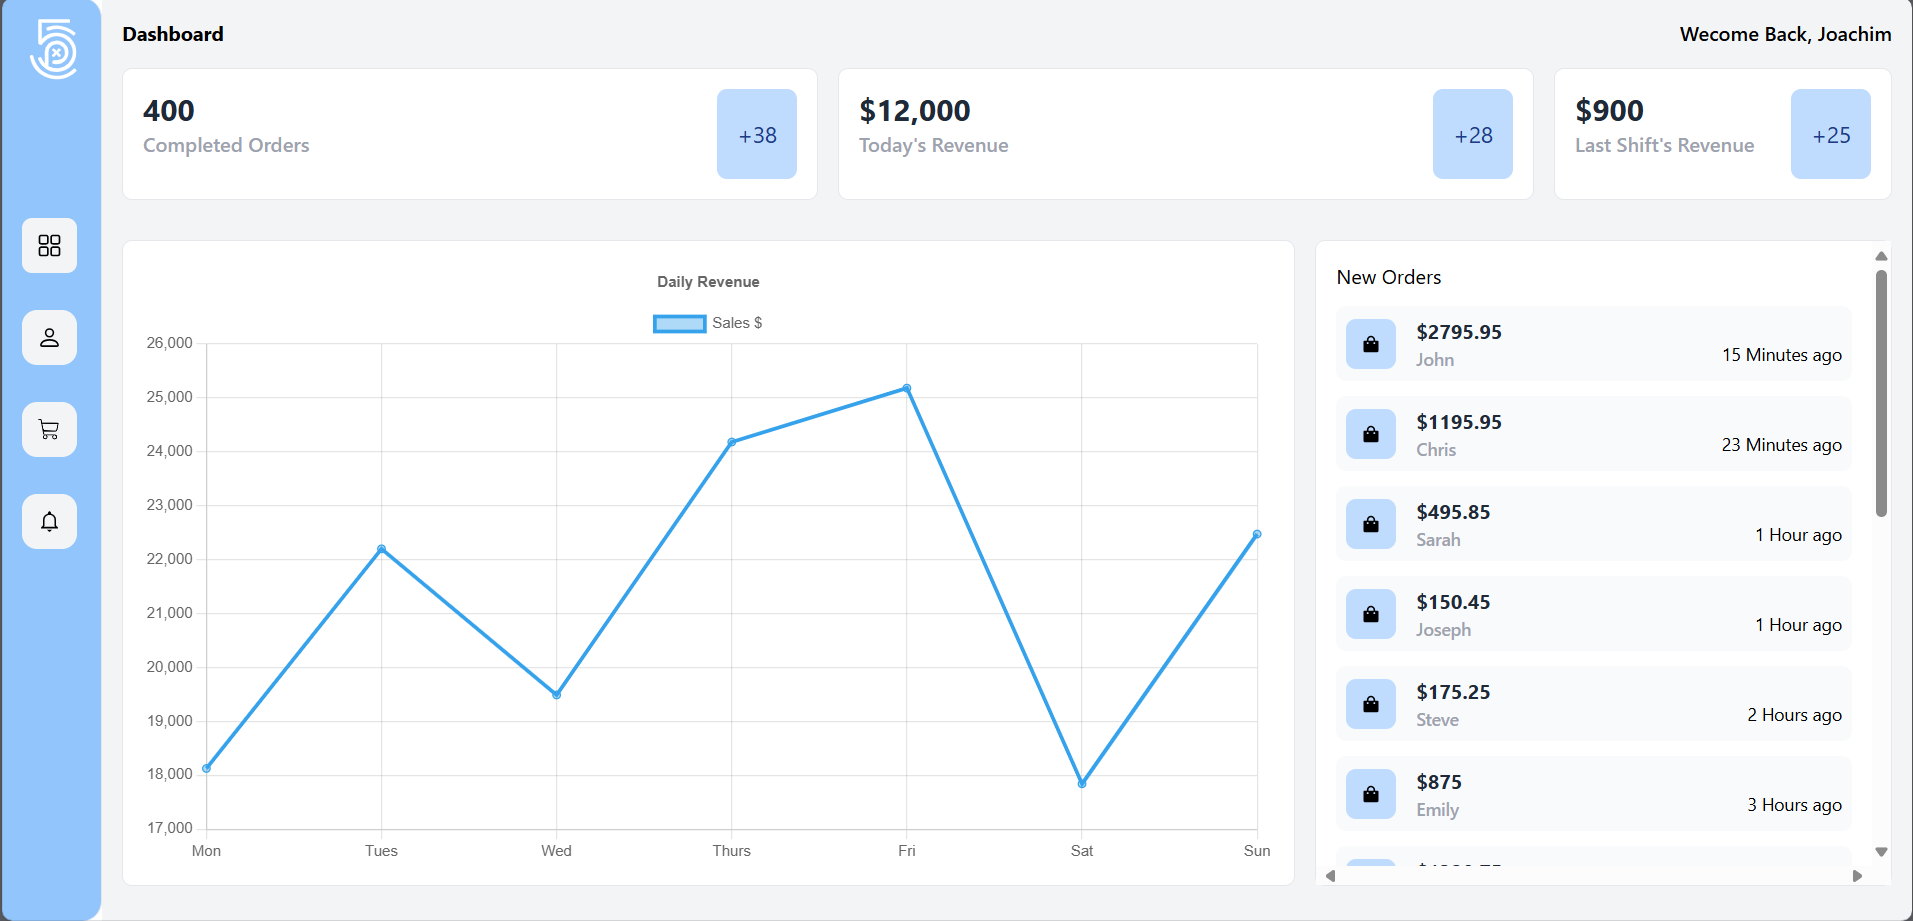 Dashboard
Wecome Back, Joachim
400
Completed Orders
+38
$12,000
Today's Revenue
+28
$900
Last Shift's Revenue
+25
Daily Revenue
Sales $
26,000
25,000
24,000
23,000
22,000
21,000
20,000
19,000
18,000
17,000
Mon Tues Wed Thurs Fri Sat Sun
New Orders
$2795.95
John
15 Minutes ago
$1195.95
Chris
23 Minutes ago
$495.85
Sarah
1 Hour ago
$150.45
Joseph
1 Hour ago
$175.25
Steve
2 Hours ago
$875
Emily
3 Hours ago